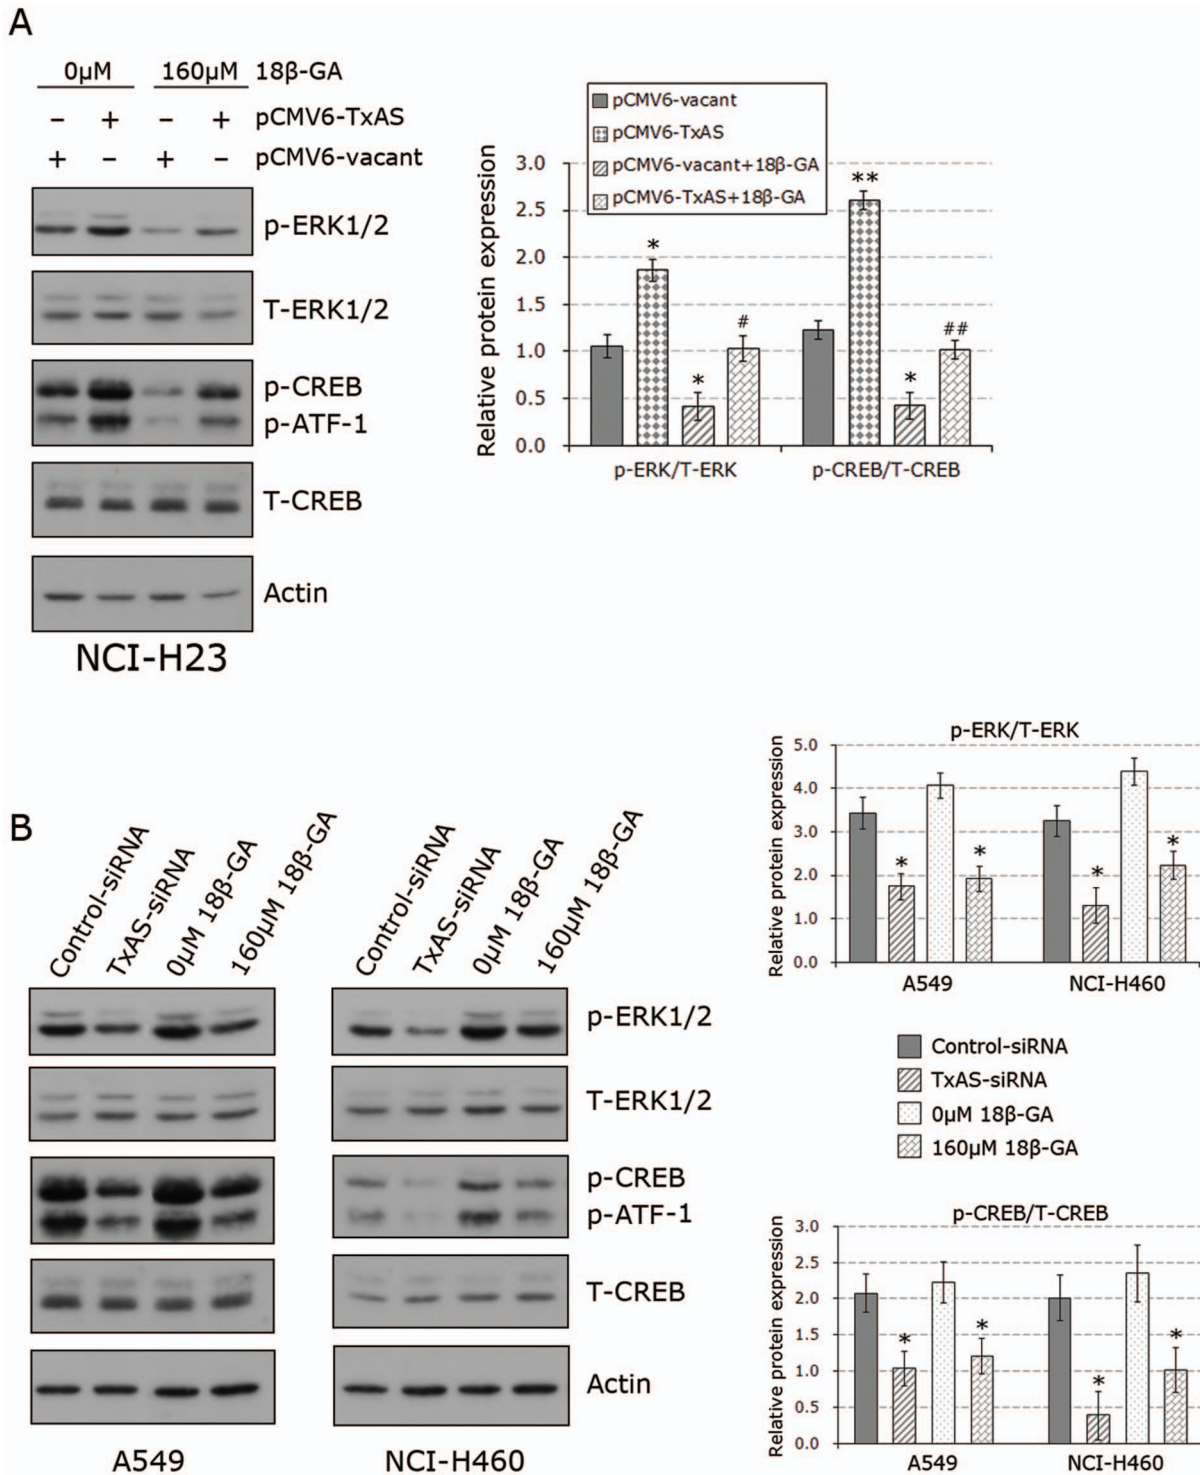 A
0µM 160µM 18β-GA
– + – + pCMV6-TxAS
+ – + – pCMV6-vacant
p-ERK1/2
T-ERK1/2
p-CREB
p-ATF-1
T-CREB
Actin
NCI-H23
pCMV6-vacant
pCMV6-TxAS
pCMV6-vacant+18β-GA
pCMV6-TxAS+18β-GA
Relative protein expression
3.0
2.5
2.0
1.5
1.0
0.5
0.0
* * # ** * ##
p-ERK/T-ERK p-CREB/T-CREB
B
Control-siRNA TxAS-siRNA 0µM 18β-GA 160µM 18β-GA
Control-siRNA TxAS-siRNA 0µM 18β-GA 160µM 18β-GA
p-ERK1/2
T-ERK1/2
p-CREB
p-ATF-1
T-CREB
Actin
A549 NCI-H460
p-ERK/T-ERK
Relative protein expression
5.0
4.0
3.0
2.0
1.0
0.0
* * * *
A549 NCI-H460
Control-siRNA
TxAS-siRNA
0µM 18β-GA
160µM 18β-GA
p-CREB/T-CREB
Relative protein expression
3.0
2.5
2.0
1.5
1.0
0.5
0.0
* * * *
A549 NCI-H460